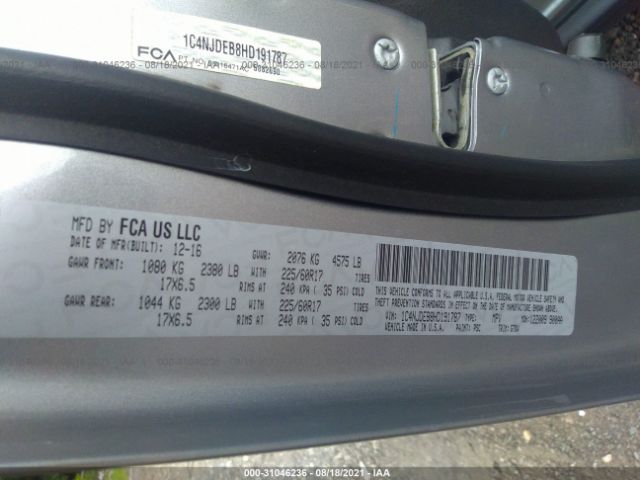 1C4NJDEB8HD191787
FCA
000-31046236 - 08/18/2021 - IAA
MFD BY FCA US LLC
DATE OF MFR(BUILT): 12-16 GVWR: 2076 KG 4575 LB
GAWR FRONT: 1080 KG 2380 LB WITH 225/60R17 TIRES
17X6.5 RIMS AT 240 KPA ( 35 PSI) COLD
GAWR REAR: 1044 KG 2300 LB WITH 225/60R17 TIRES
17X6.5 RIMS AT 240 KPA ( 35 PSI) COLD
THIS VEHICLE CONFORMS TO ALL APPLICABLE U.S.A. FEDERAL MOTOR VEHICLE SAFETY AND
THEFT PREVENTION STANDARDS IN EFFECT ON THE DATE OF MANUFACTURE SHOWN ABOVE.
VIN: 1C4NJDEB8HD191787 TYPE: MPV
MADE IN U.S.A. PAINT: PSC TRIM:
000-31046236 - 08/18/2021 - IAA